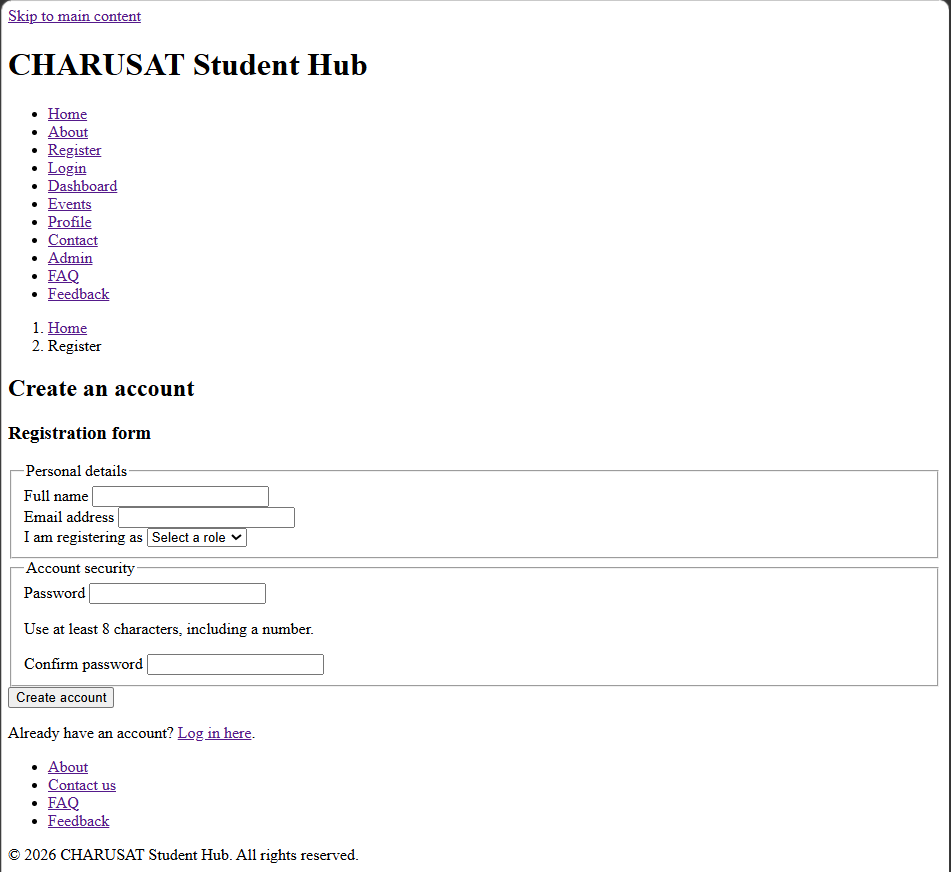 Skip to main content
CHARUSAT Student Hub
Home
About
Register
Login
Dashboard
Events
Profile
Contact
Admin
FAQ
Feedback
1. Home
2. Register
Create an account
Registration form
Personal details
Full name
Email address
I am registering as Select a role
Account security
Password
Use at least 8 characters, including a number.
Confirm password
Create account
Already have an account? Log in here.
About
Contact us
FAQ
Feedback
© 2026 CHARUSAT Student Hub. All rights reserved.